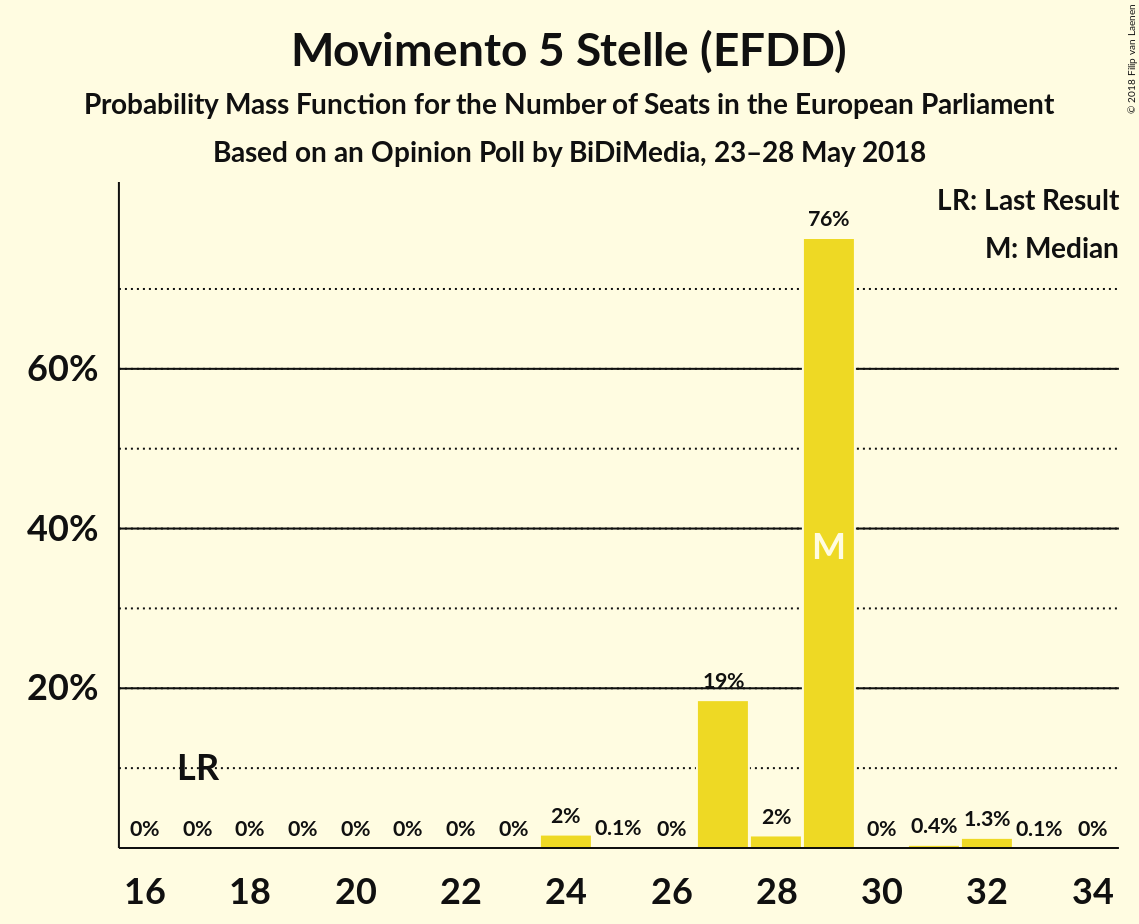 Movimento 5 Stelle (EFDD)
Probability Mass Function for the Number of Seats in the European Parliament
Based on an Opinion Poll by BiDiMedia, 23–28 May 2018
© 2018 Filip van Laenen
LR: Last Result
M: Median
76%
60%
40%
M
20%
19%
LR
0% 0% 0% 0% 0% 0% 0% 0% 2% 0.1% 0% 2% 0% 0.4% 1.3% 0.1% 0%
16 18 20 22 24 26 28 30 32 34